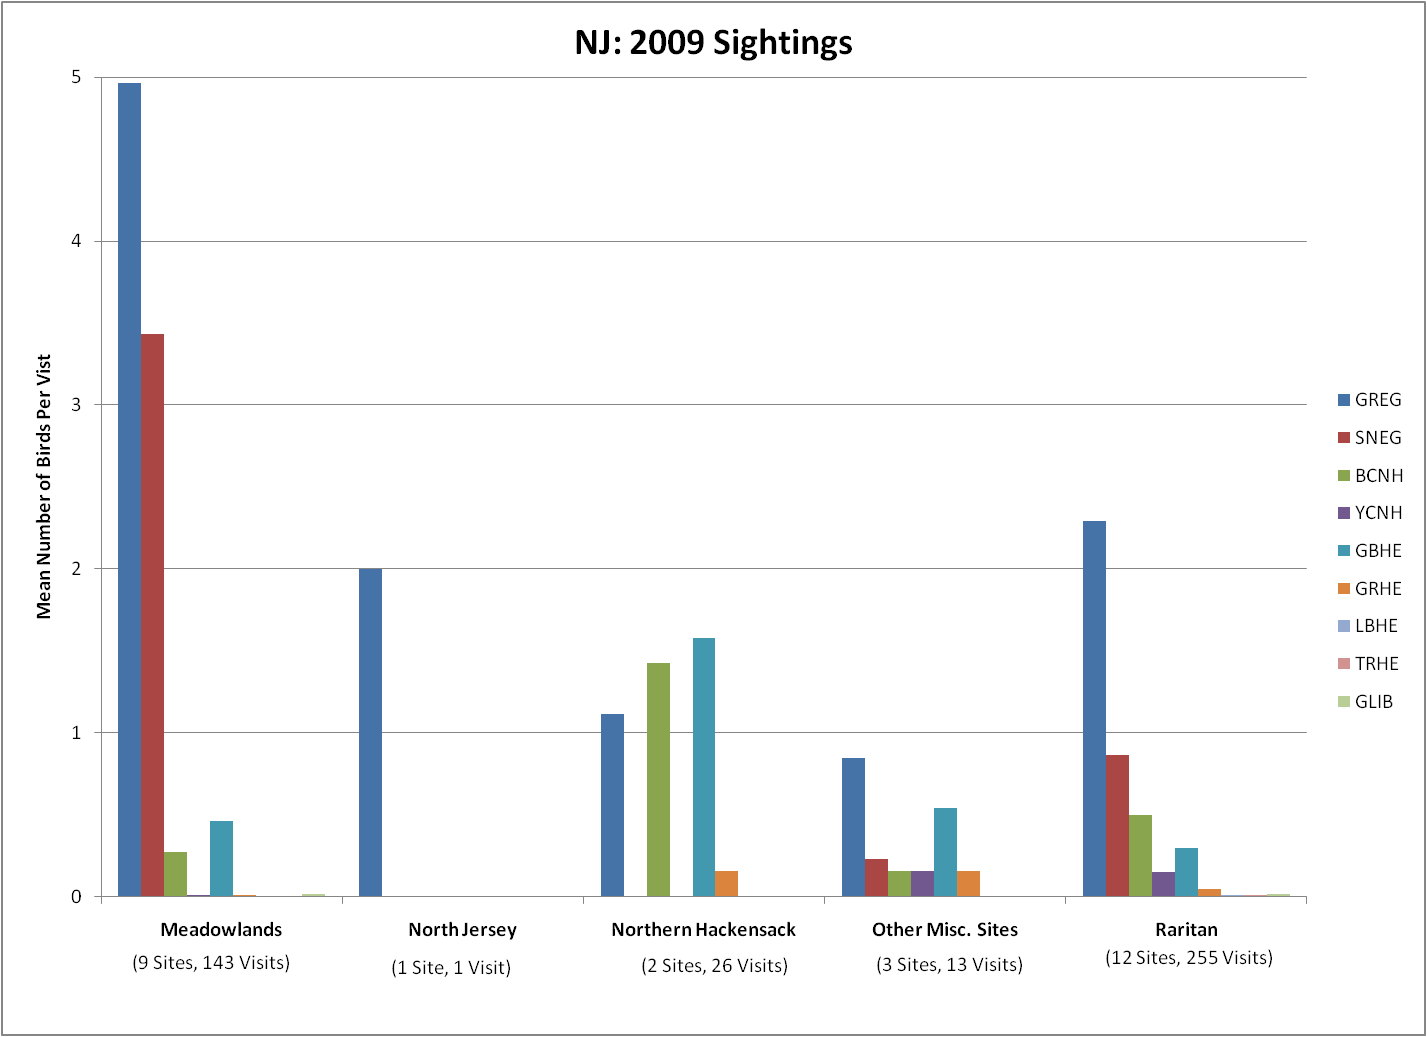 NJ: 2009 Sightings
5
4
3
2
1
0
Mean Number of Birds Per Vist
Meadowlands
(9 Sites, 143 Visits)
North Jersey
(1 Site, 1 Visit)
Northern Hackensack
(2 Sites, 26 Visits)
Other Misc. Sites
(3 Sites, 13 Visits)
Raritan
(12 Sites, 255 Visits)
GREG
SNEG
BCNH
YCNH
GBHE
GRHE
LBHE
TRHE
GLIB